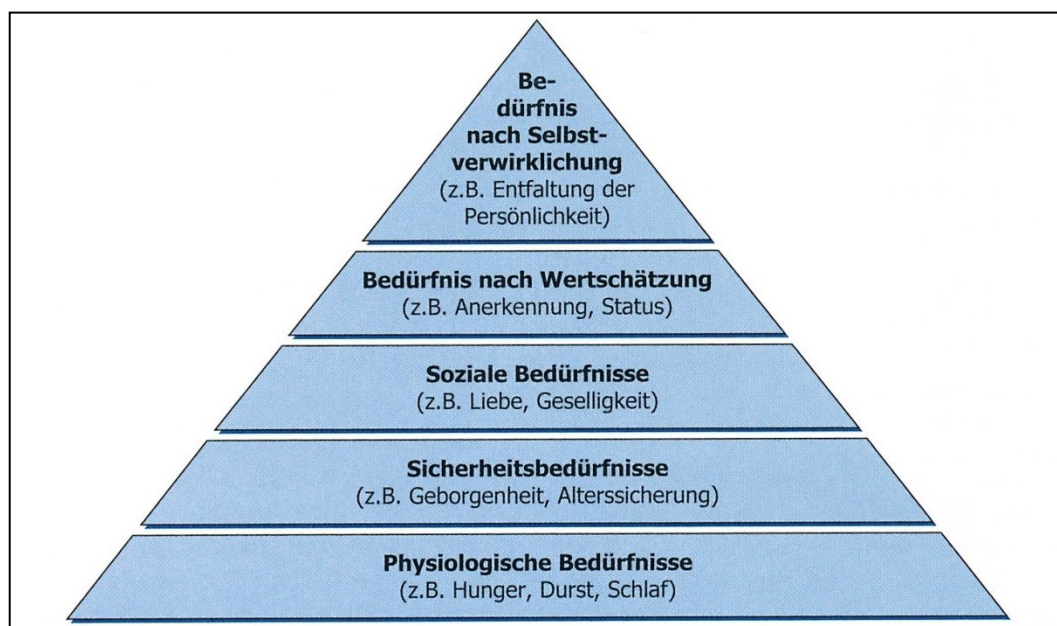 Be-
dürfnis
nach Selbst-
verwirklichung
(z.B. Entfaltung der
Persönlichkeit)
Bedürfnis nach Wertschätzung
(z.B. Anerkennung, Status)
Soziale Bedürfnisse
(z.B. Liebe, Geselligkeit)
Sicherheitsbedürfnisse
(z.B. Geborgenheit, Alterssicherung)
Physiologische Bedürfnisse
(z.B. Hunger, Durst, Schlaf)